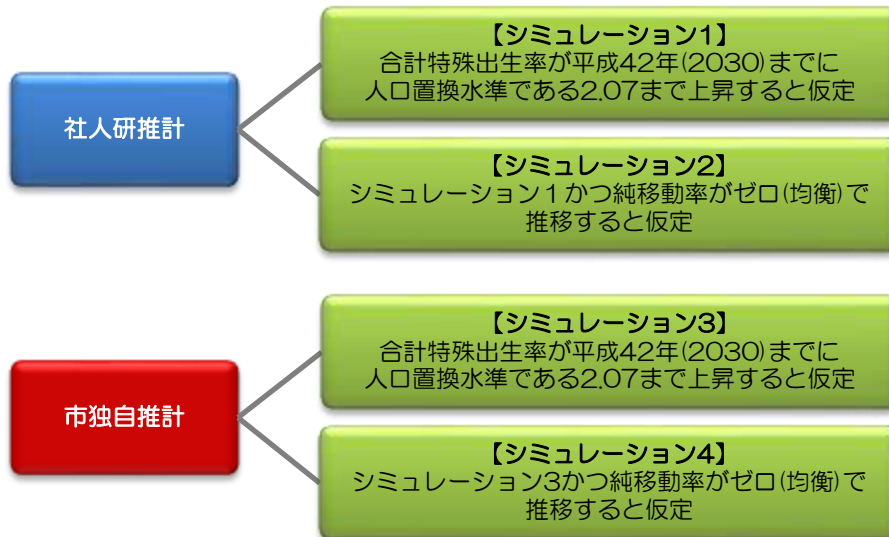 社人研推計
【シミュレーション1】
合計特殊出生率が平成42年(2030)までに
人口置換水準である2.07まで上昇すると仮定
【シミュレーション2】
シミュレーション1かつ純移動率がゼロ(均衡)で
推移すると仮定
市独自推計
【シミュレーション3】
合計特殊出生率が平成42年(2030)までに
人口置換水準である2.07まで上昇すると仮定
【シミュレーション4】
シミュレーション3かつ純移動率がゼロ(均衡)で
推移すると仮定